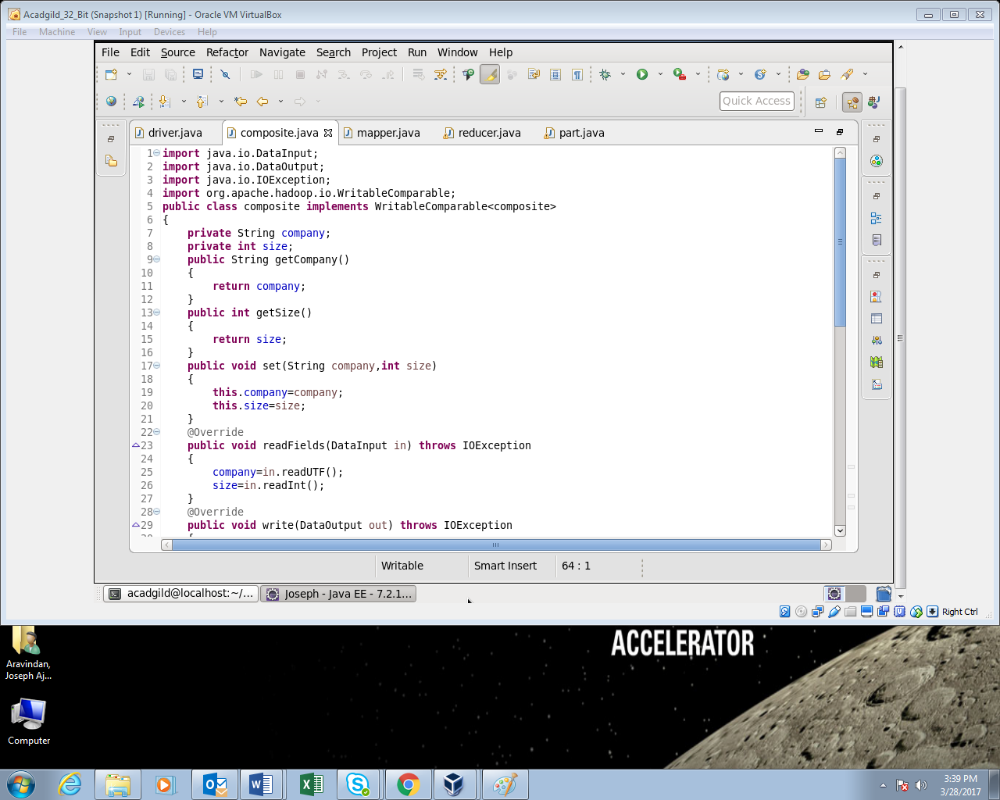 Acadgild_32_Bit (Snapshot 1) [Running] - Oracle VM VirtualBox
File Machine View Input Devices Help
File Edit Source Refactor Navigate Search Project Run Window Help
Quick Access
driver.java composite.java mapper.java reducer.java part.java
1 import java.io.DataInput;
2 import java.io.DataOutput;
3 import java.io.IOException;
4 import org.apache.hadoop.io.WritableComparable;
5 public class composite implements WritableComparable<composite>
6 {
7 private String company;
8 private int size;
9 public String getCompany()
10 {
11 return company;
12 }
13 public int getSize()
14 {
15 return size;
16 }
17 public void set(String company,int size)
18 {
19 this.company=company;
20 this.size=size;
21 }
22 @Override
23 public void readFields(DataInput in) throws IOException
24 {
25 company=in.readUTF();
26 size=in.readInt();
27 }
28 @Override
29 public void write(DataOutput out) throws IOException
Writable Smart Insert 64 : 1
acadgild@localhost:~/... Joseph - Java EE - 7.2.1...
Right Ctrl
ACCELERATOR
Aravindan,
Joseph Aj...
Computer
3:39 PM
3/28/2017